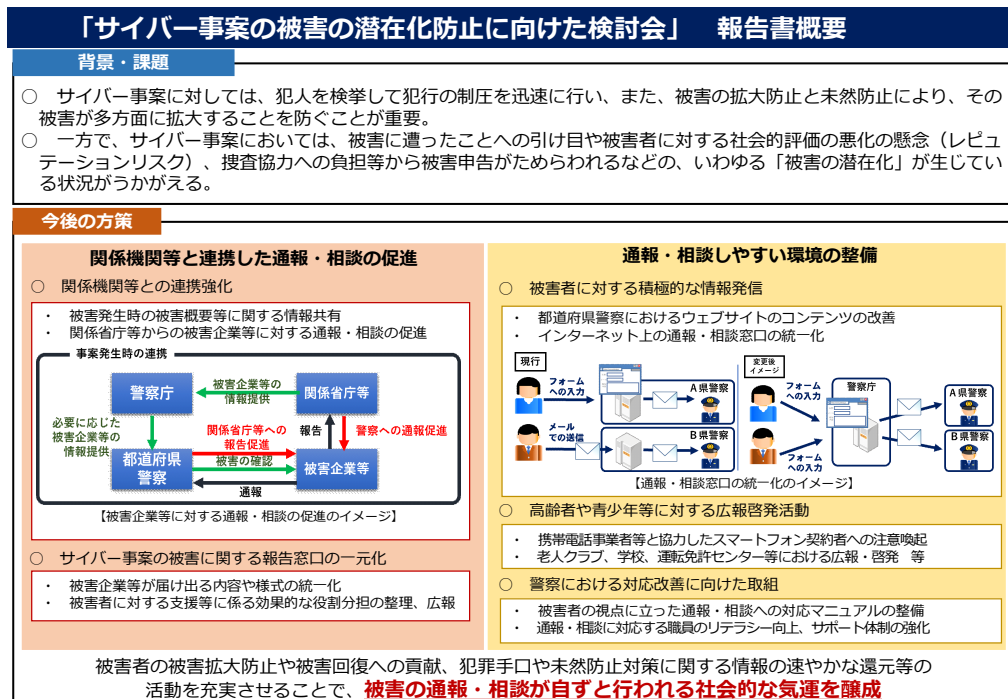 「サイバー事案の被害の潜在化防止に向けた検討会」　報告書概要
背景・課題
○　サイバー事案に対しては、犯人を検挙して犯行の制圧を迅速に行い、また、被害の拡大防止と未然防止により、その
被害が多方面に拡大することを防ぐことが重要。
○　一方で、サイバー事案においては、被害に遭ったことへの引け目や被害者に対する社会的評価の悪化の懸念（レピュ
テーションリスク）、捜査協力への負担等から被害申告がためらわれるなどの、いわゆる「被害の潜在化」が生じてい
る状況がうかがえる。
今後の方策
関係機関等と連携した通報・相談の促進
○　関係機関等との連携強化
・　被害発生時の被害概要等に関する情報共有
・　関係省庁等からの被害企業等に対する通報・相談の促進
事案発生時の連携
警察庁
被害企業等の
情報提供
関係省庁等
必要に応じた
被害企業等の
情報提供
関係省庁等への
報告促進
報告
警察への通報促進
都道府県
警察
被害の確認
被害企業等
通報
【被害企業等に対する通報・相談の促進のイメージ】
○　サイバー事案の被害に関する報告窓口の一元化
・　被害企業等が届け出る内容や様式の統一化
・　被害者に対する支援等に係る効果的な役割分担の整理、広報
通報・相談しやすい環境の整備
○　被害者に対する積極的な情報発信
・　都道府県警察におけるウェブサイトのコンテンツの改善
・　インターネット上の通報・相談窓口の統一化
現行
フォーム
への入力
A県警察
メール
での送信
B県警察
変更後
イメージ
フォーム
への入力
警察庁
A県警察
B県警察
フォーム
への入力
【通報・相談窓口の統一化のイメージ】
○　高齢者や青少年等に対する広報啓発活動
・　携帯電話事業者等と協力したスマートフォン契約者への注意喚起
・　老人クラブ、学校、運転免許センター等における広報・啓発　等
○　警察における対応改善に向けた取組
・　被害者の視点に立った通報・相談への対応マニュアルの整備
・　通報・相談に対応する職員のリテラシー向上、サポート体制の強化
被害者の被害拡大防止や被害回復への貢献、犯罪手口や未然防止対策に関する情報の速やかな還元等の
活動を充実させることで、被害の通報・相談が自ずと行われる社会的な気運を醸成